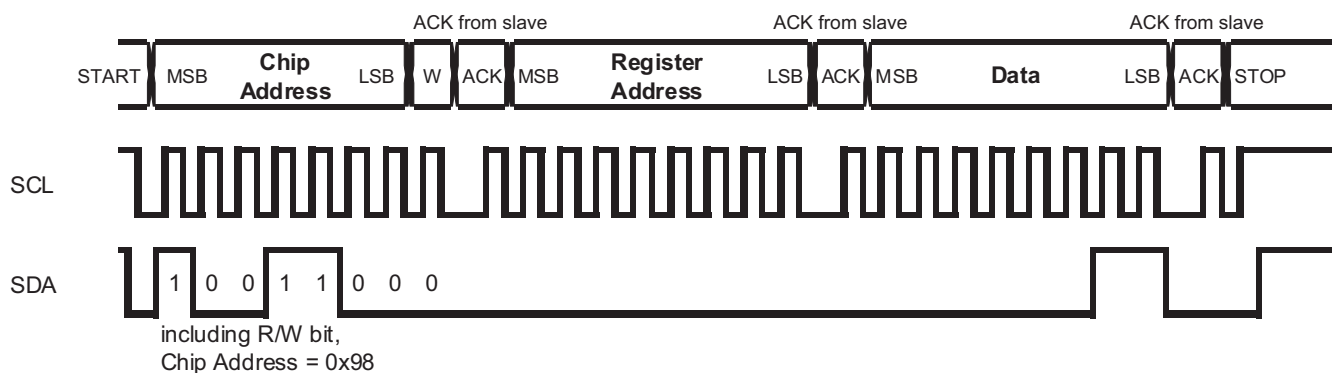 ACK from slave ACK from slave ACK from slave
START MSB Chip Address LSB W ACK MSB Register Address LSB ACK MSB Data LSB ACK STOP
SCL
SDA 1 0 0 1 1 0 0 0
including R/W bit,
Chip Address = 0x98